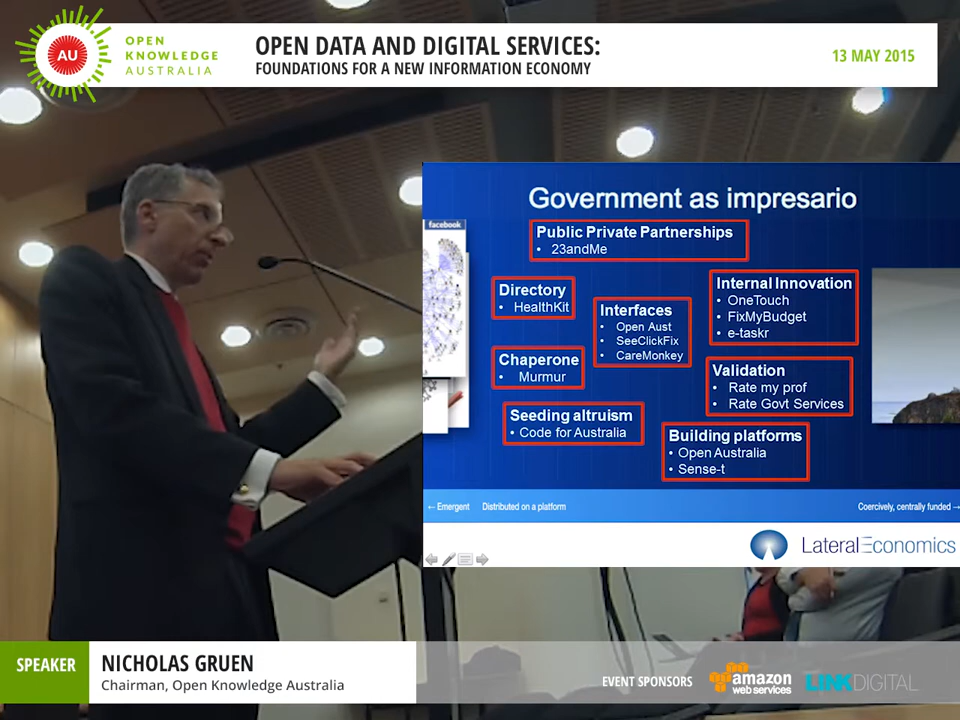 AU
OPEN
KNOWLEDGE
AUSTRALIA
OPEN DATA AND DIGITAL SERVICES:
FOUNDATIONS FOR A NEW INFORMATION ECONOMY
13 MAY 2015
facebook
Government as impresario
Public Private Partnerships
• 23andMe
Directory
• HealthKit
Interfaces
• Open Aust
• SeeClickFix
• CareMonkey
Internal Innovation
• OneTouch
• FixMyBudget
• e-taskr
Chaperone
• Murmur
Validation
• Rate my prof
• Rate Govt Services
Seeding altruism
• Code for Australia
Building platforms
• Open Australia
• Sense-t
← Emergent
Distributed on a platform
Coercively, centrally funded →
LateralEconomics
SPEAKER
NICHOLAS GRUEN
Chairman, Open Knowledge Australia
EVENT SPONSORS
amazon
web services
LINKDIGITAL